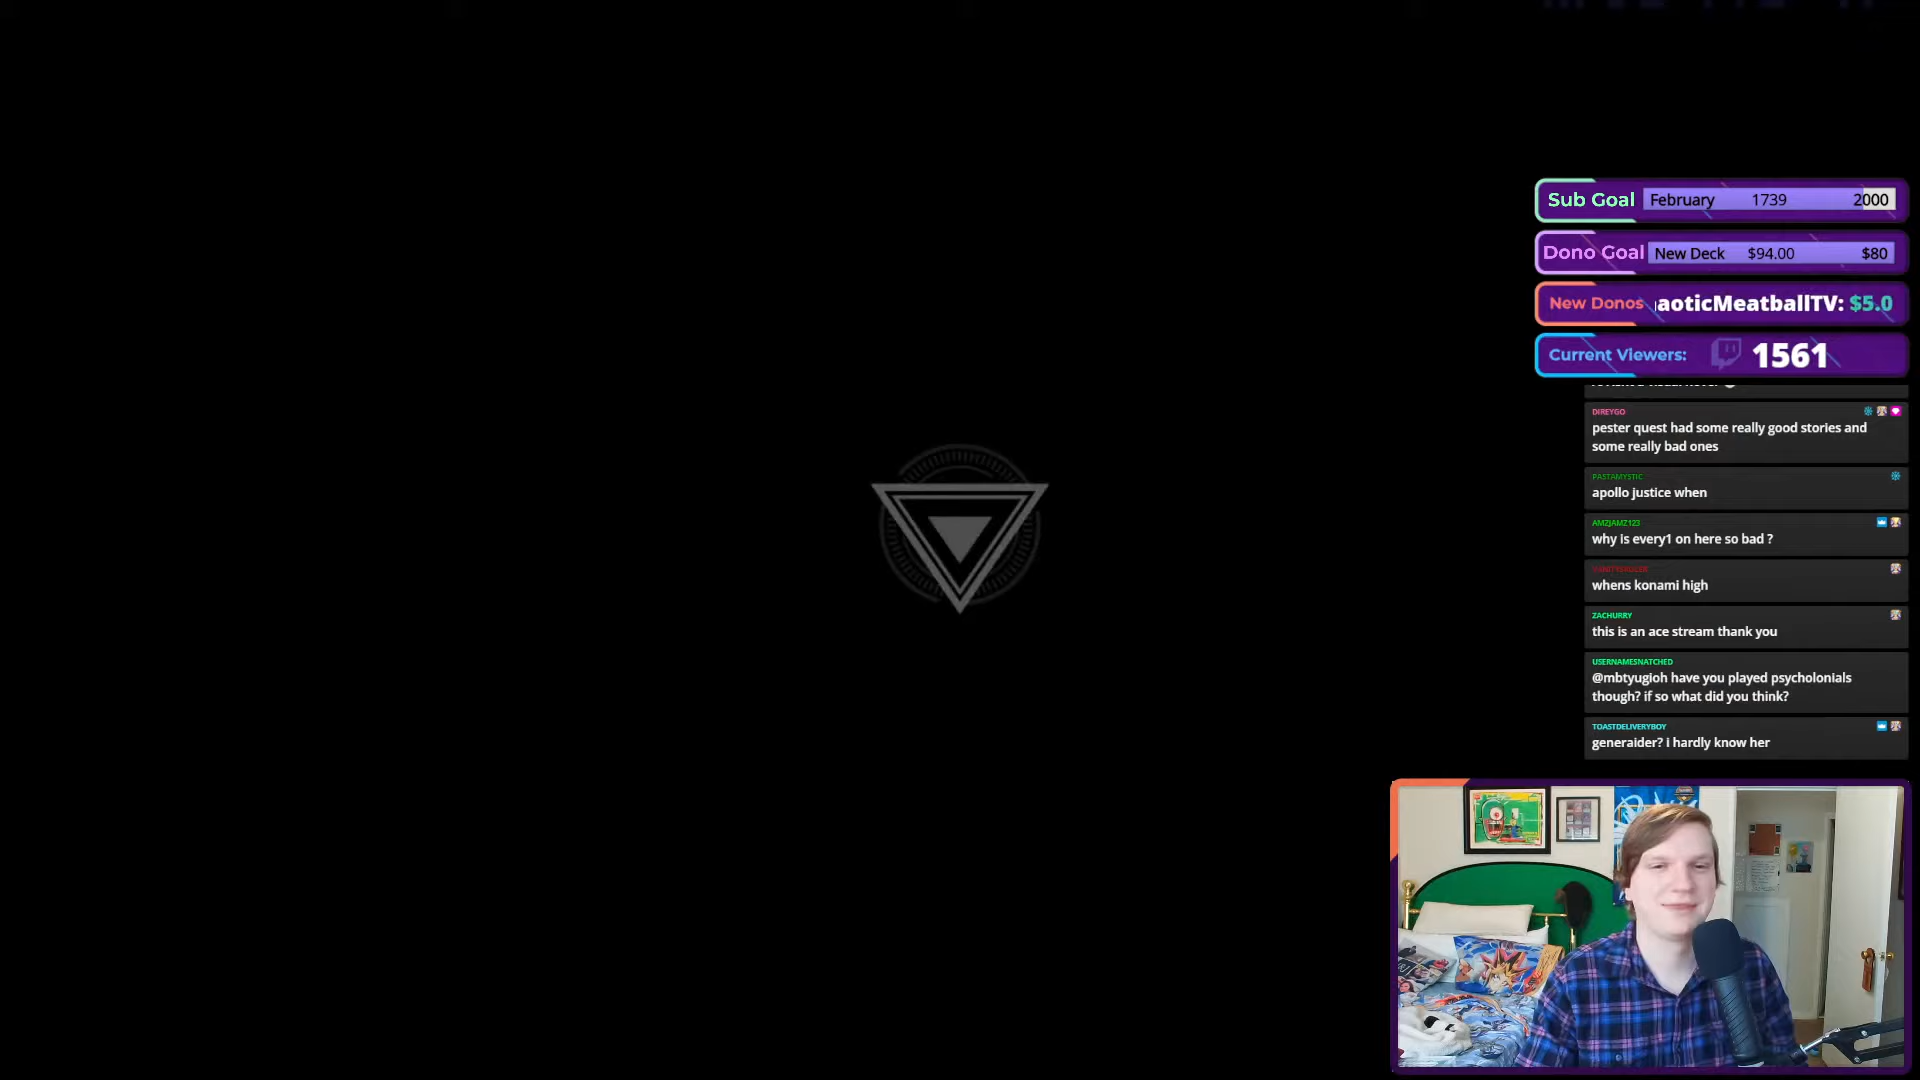 Sub Goal February 1739 2000
Dono Goal New Deck $94.00 $80
New Donos aoticMeatballTV: $5.0
Current Viewers: 1561
DIREYGO
pester quest had some really good stories and
some really bad ones
PASTAMYSTIC
apollo justice when
AMZJAMZ123
why is every1 on here so bad ?
whens konami high
ZACHURRY
this is an ace stream thank you
USERNAMESNATCHED
@mbtyugioh have you played psycholonials
though? if so what did you think?
TOASTDELIVERYBOY
generaider? i hardly know her